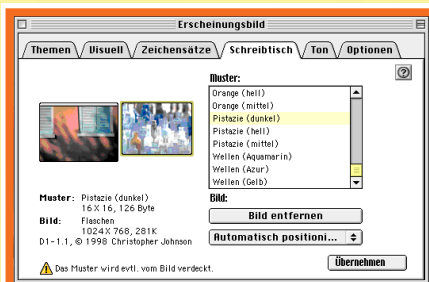 Erscheinungsbild
Themen Visuell Zeichensätze Schreibtisch Ton Optionen
?
Muster:
Orange (hell)
Orange (mittel)
Pistazie (dunkel)
Pistazie (hell)
Pistazie (mittel)
Wellen (Aquamarin)
Wellen (Azur)
Wellen (Gelb)
Muster: Pistazie (dunkel)
16 X 16, 126 Byte
Bild: Flaschen
1024 X 768, 281K
D1-1.1, © 1998 Christopher Johnson
Bild:
Bild entfernen
Automatisch positioni...
Das Muster wird evtl. vom Bild verdeckt.
Übernehmen